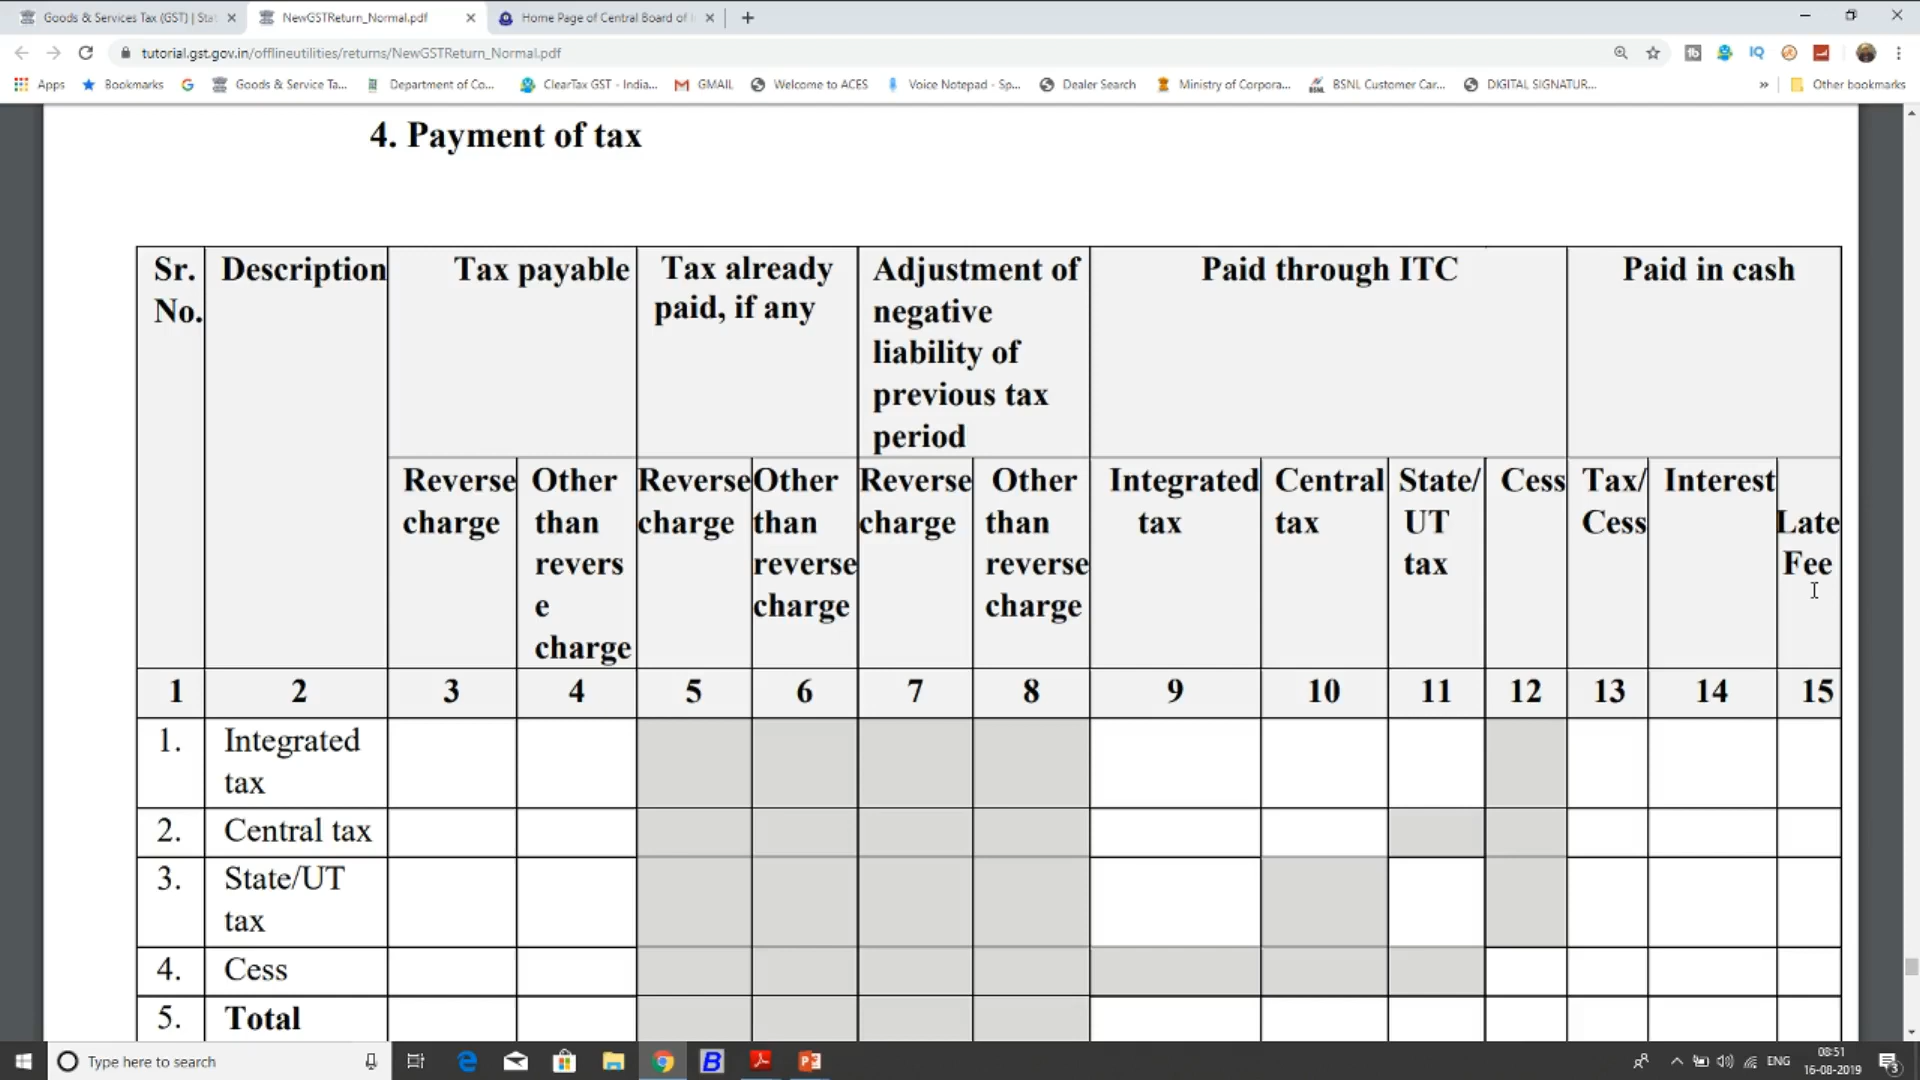 Goods & Services Tax (GST) | Sta
NewGSTReturn_Normal.pdf
Home Page of Central Board of I
tutorial.gst.gov.in/offlineutilities/returns/NewGSTReturn_Normal.pdf
Apps
Bookmarks
Goods & Service Ta...
Department of Co...
ClearTax GST - India...
GMAIL
Welcome to ACES
Voice Notepad - Sp...
Dealer Search
Ministry of Corpora...
BSNL Customer Car...
DIGITAL SIGNATUR...
»
Other bookmarks
4. Payment of tax
Sr. No.
Description
Tax payable
Tax already paid, if any
Adjustment of negative liability of previous tax period
Paid through ITC
Paid in cash
Reverse charge
Other than revers e charge
Reverse charge
Other than reverse charge
Reverse charge
Other than reverse charge
Integrated tax
Central tax
State/ UT tax
Cess
Tax/ Cess
Interest
Late Fee
1 2 3 4 5 6 7 8 9 10 11 12 13 14 15
1. Integrated tax
2. Central tax
3. State/UT tax
4. Cess
5. Total
Type here to search
ENG
08:51
16-08-2019
3